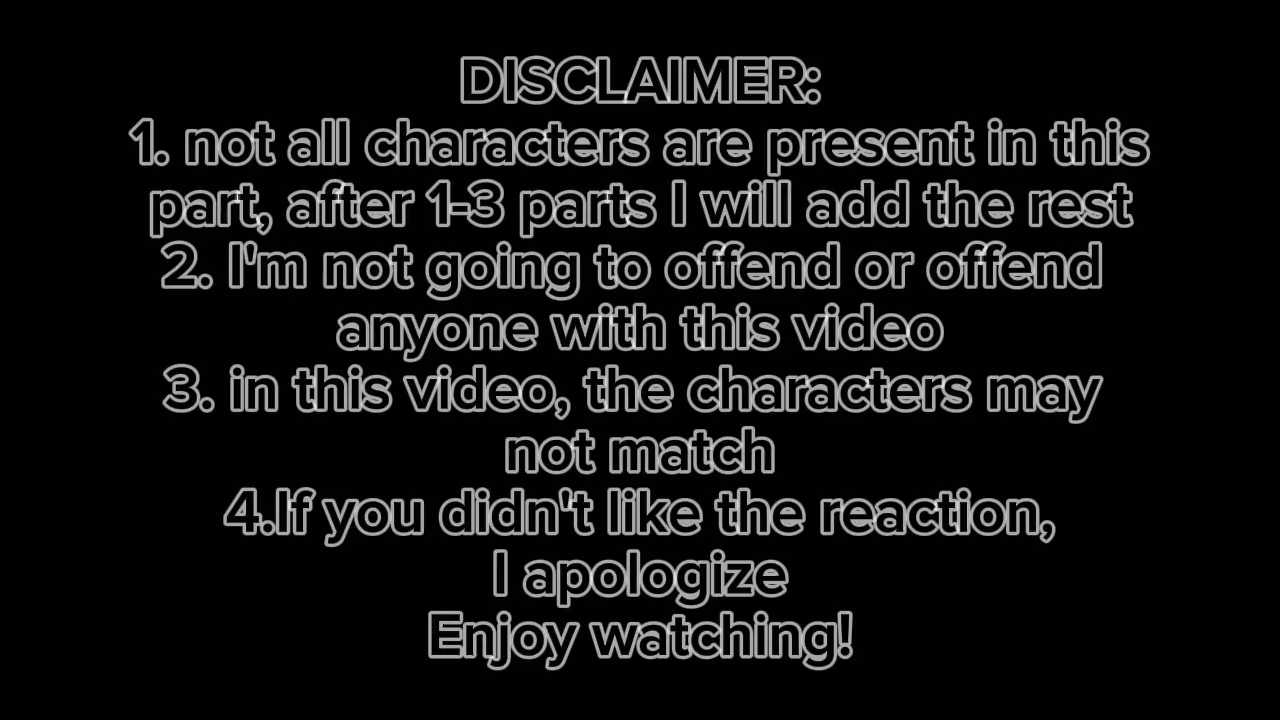 DISCLAIMER:
1. not all characters are present in this
part, after 1-3 parts I will add the rest
2. I'm not going to offend or offend
anyone with this video
3. in this video, the characters may
not match
4.If you didn't like the reaction,
I apologize
Enjoy watching!